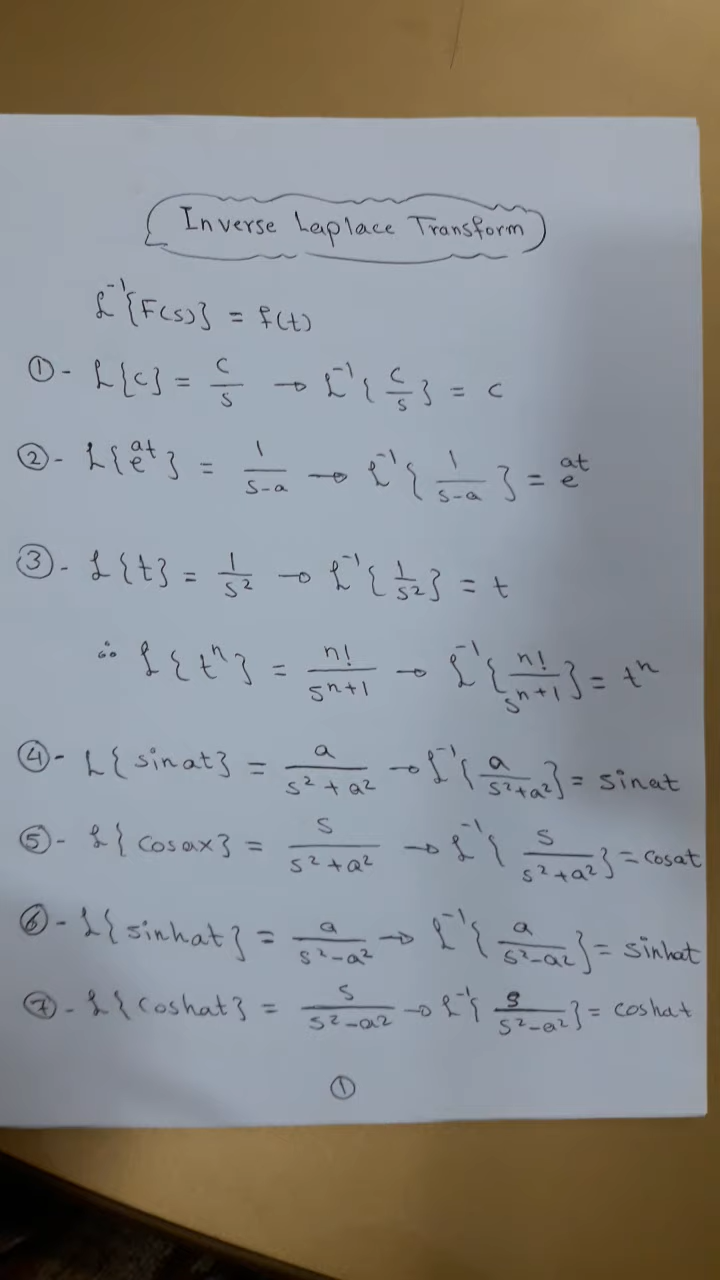 Inverse Laplace Transform
ℒ⁻¹{F(s)} = f(t)
① - ℒ{c} = c/s → ℒ⁻¹{c/s} = c
② - ℒ{e^at} = 1/(s-a) → ℒ⁻¹{1/(s-a)} = e^at
③ - ℒ{t} = 1/s² → ℒ⁻¹{1/s²} = t
∴ ℒ{tⁿ} = n!/s^(n+1) → ℒ⁻¹{n!/s^(n+1)} = tⁿ
④ - L{sinat} = a/(s² + a²) → ℒ⁻¹{a/(s²+a²)} = sinat
⑤ - ℒ{cosax} = s/(s² + a²) → ℒ⁻¹{s/(s² + a²)} = cosat
⑥ - ℒ{sinhat} = a/(s² - a²) → ℒ⁻¹{a/(s² - a²)} = sinhat
⑦ - ℒ{coshat} = s/(s² - a²) → ℒ⁻¹{s/(s² - a²)} = coshat
①